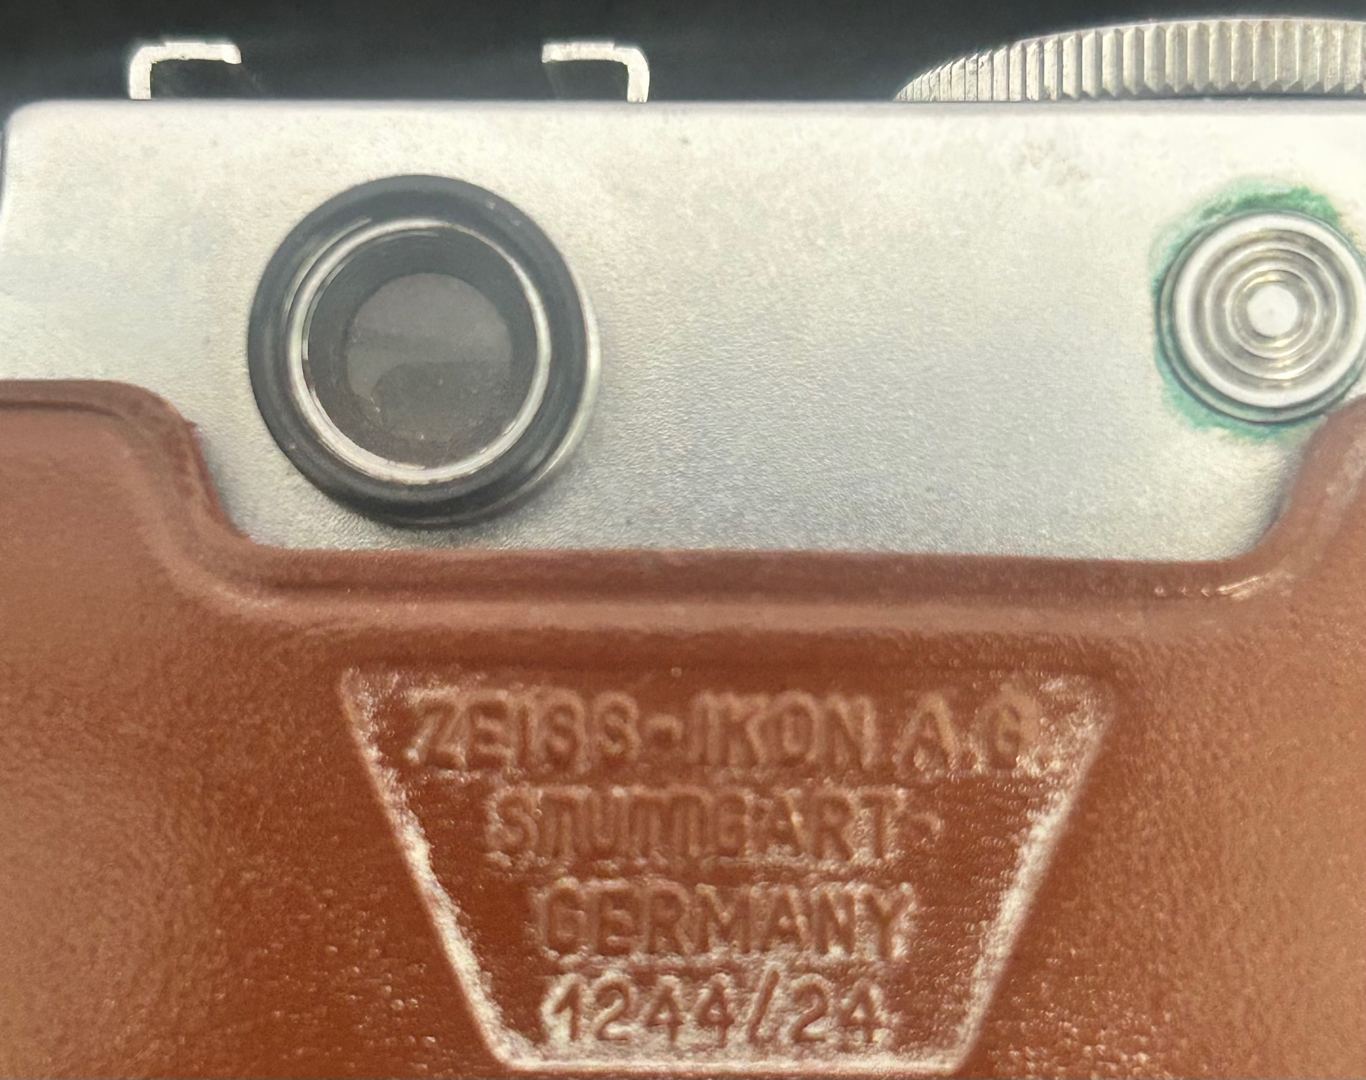 ZEISS-IKON A.G.
STUTTGART
GERMANY
1244/24